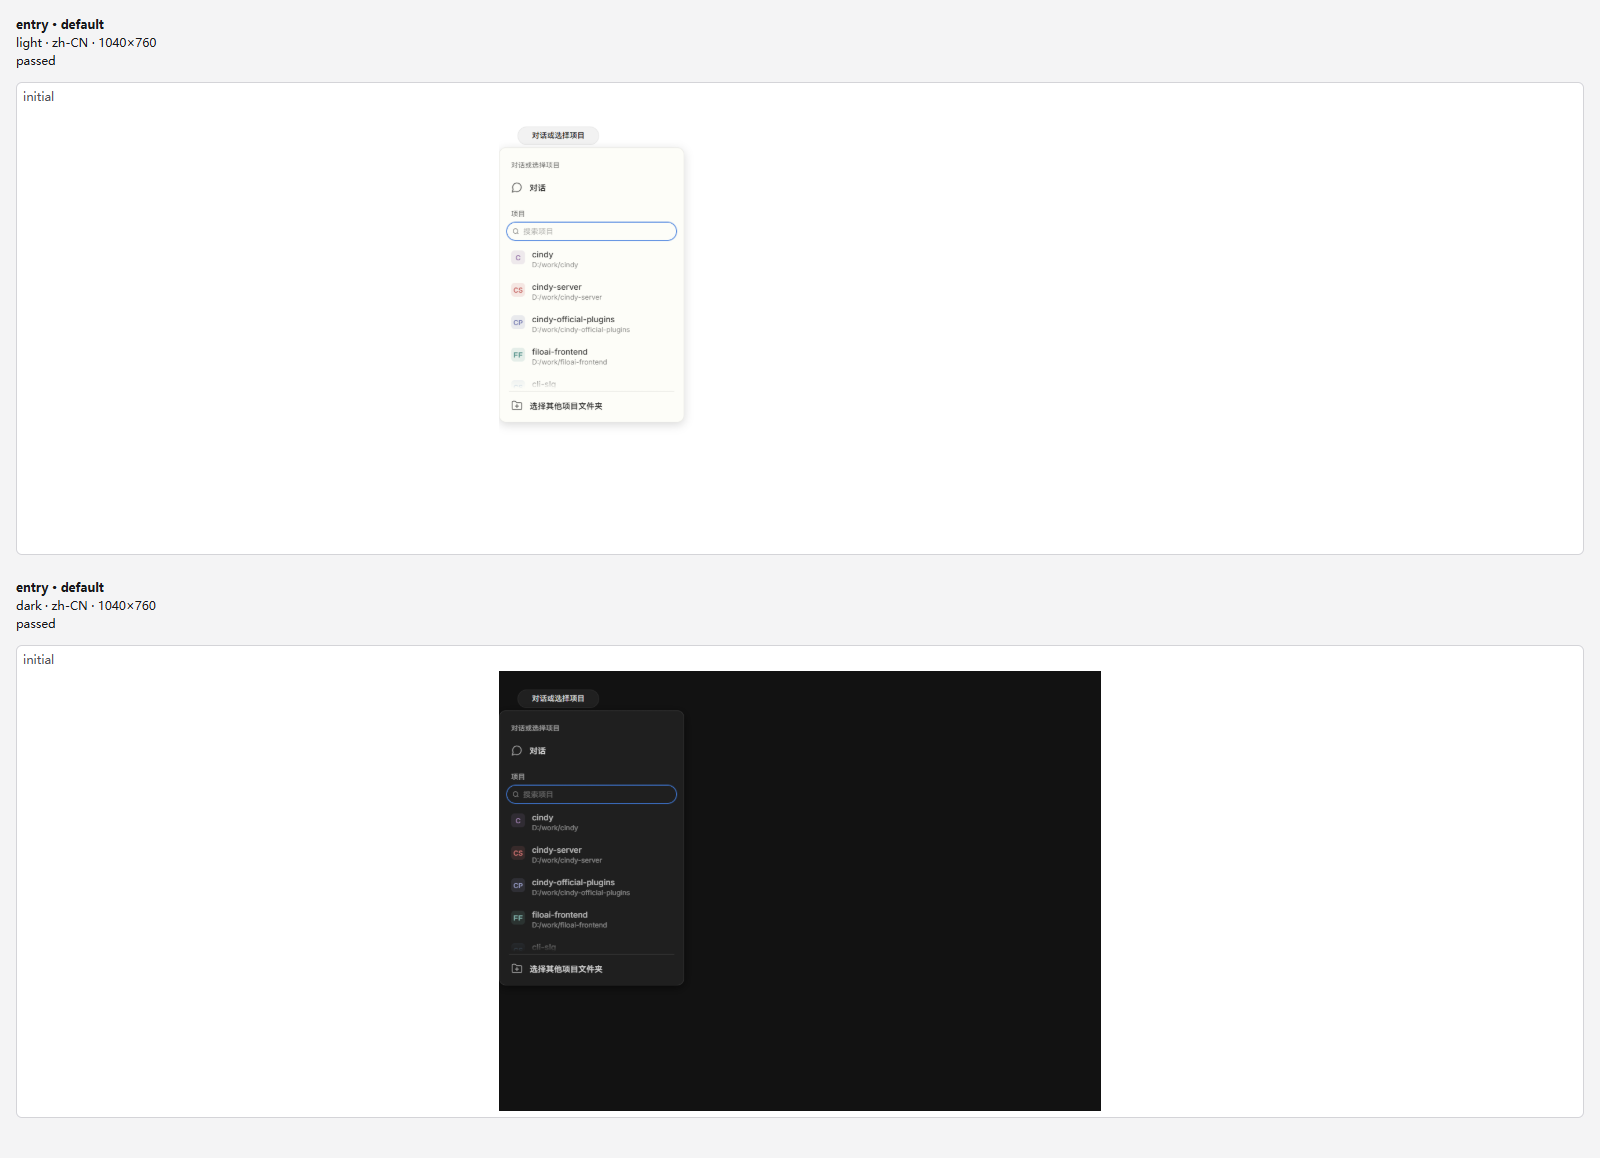 entry • default
light · zh-CN · 1040×760
passed
initial
对话或选择项目
对话或选择项目
对话
项目
搜索项目
C cindy
D:/work/cindy
CS cindy-server
D:/work/cindy-server
CP cindy-official-plugins
D:/work/cindy-official-plugins
FF filoai-frontend
D:/work/filoai-frontend
选择其他项目文件夹
entry • default
dark · zh-CN · 1040×760
passed
initial
对话或选择项目
对话或选择项目
对话
项目
搜索项目
C cindy
D:/work/cindy
CS cindy-server
D:/work/cindy-server
CP cindy-official-plugins
D:/work/cindy-official-plugins
FF filoai-frontend
D:/work/filoai-frontend
选择其他项目文件夹